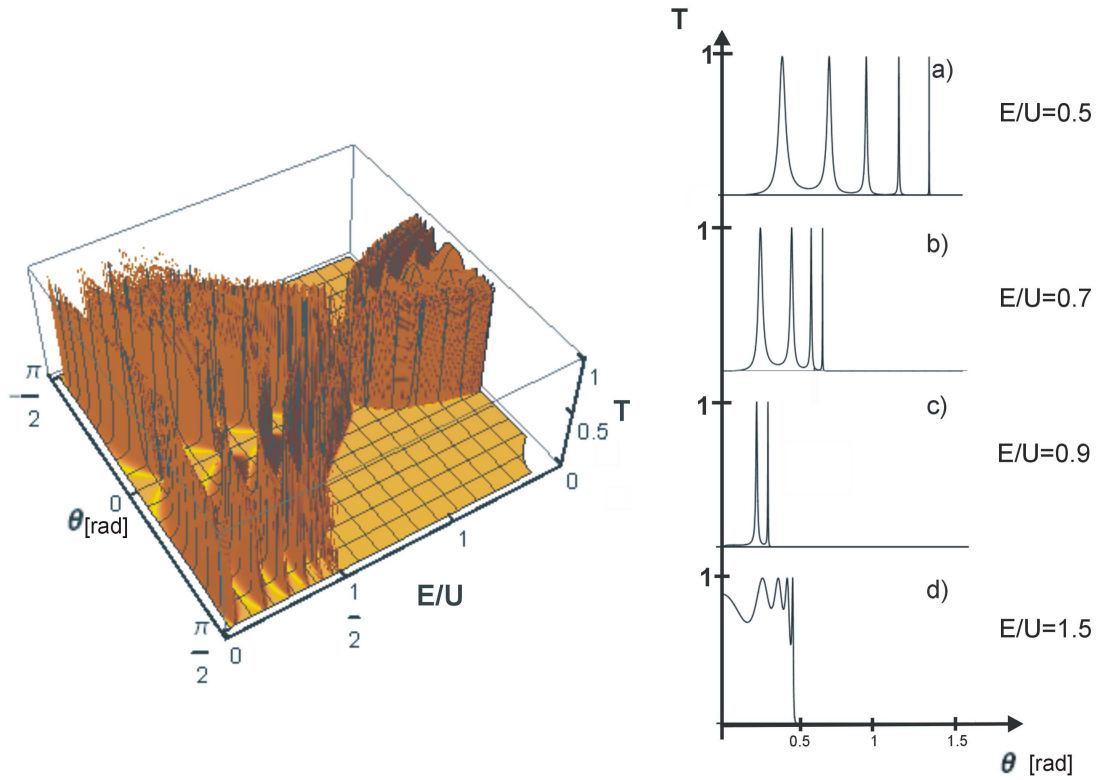 T
1
a)
E/U=0.5
1
b)
E/U=0.7
1
c)
E/U=0.9
1
d)
E/U=1.5
0.5
1
1.5
θ [rad]
−π/2
0
θ[rad]
π/2
0
1/2
1
E/U
0
0.5
1
T